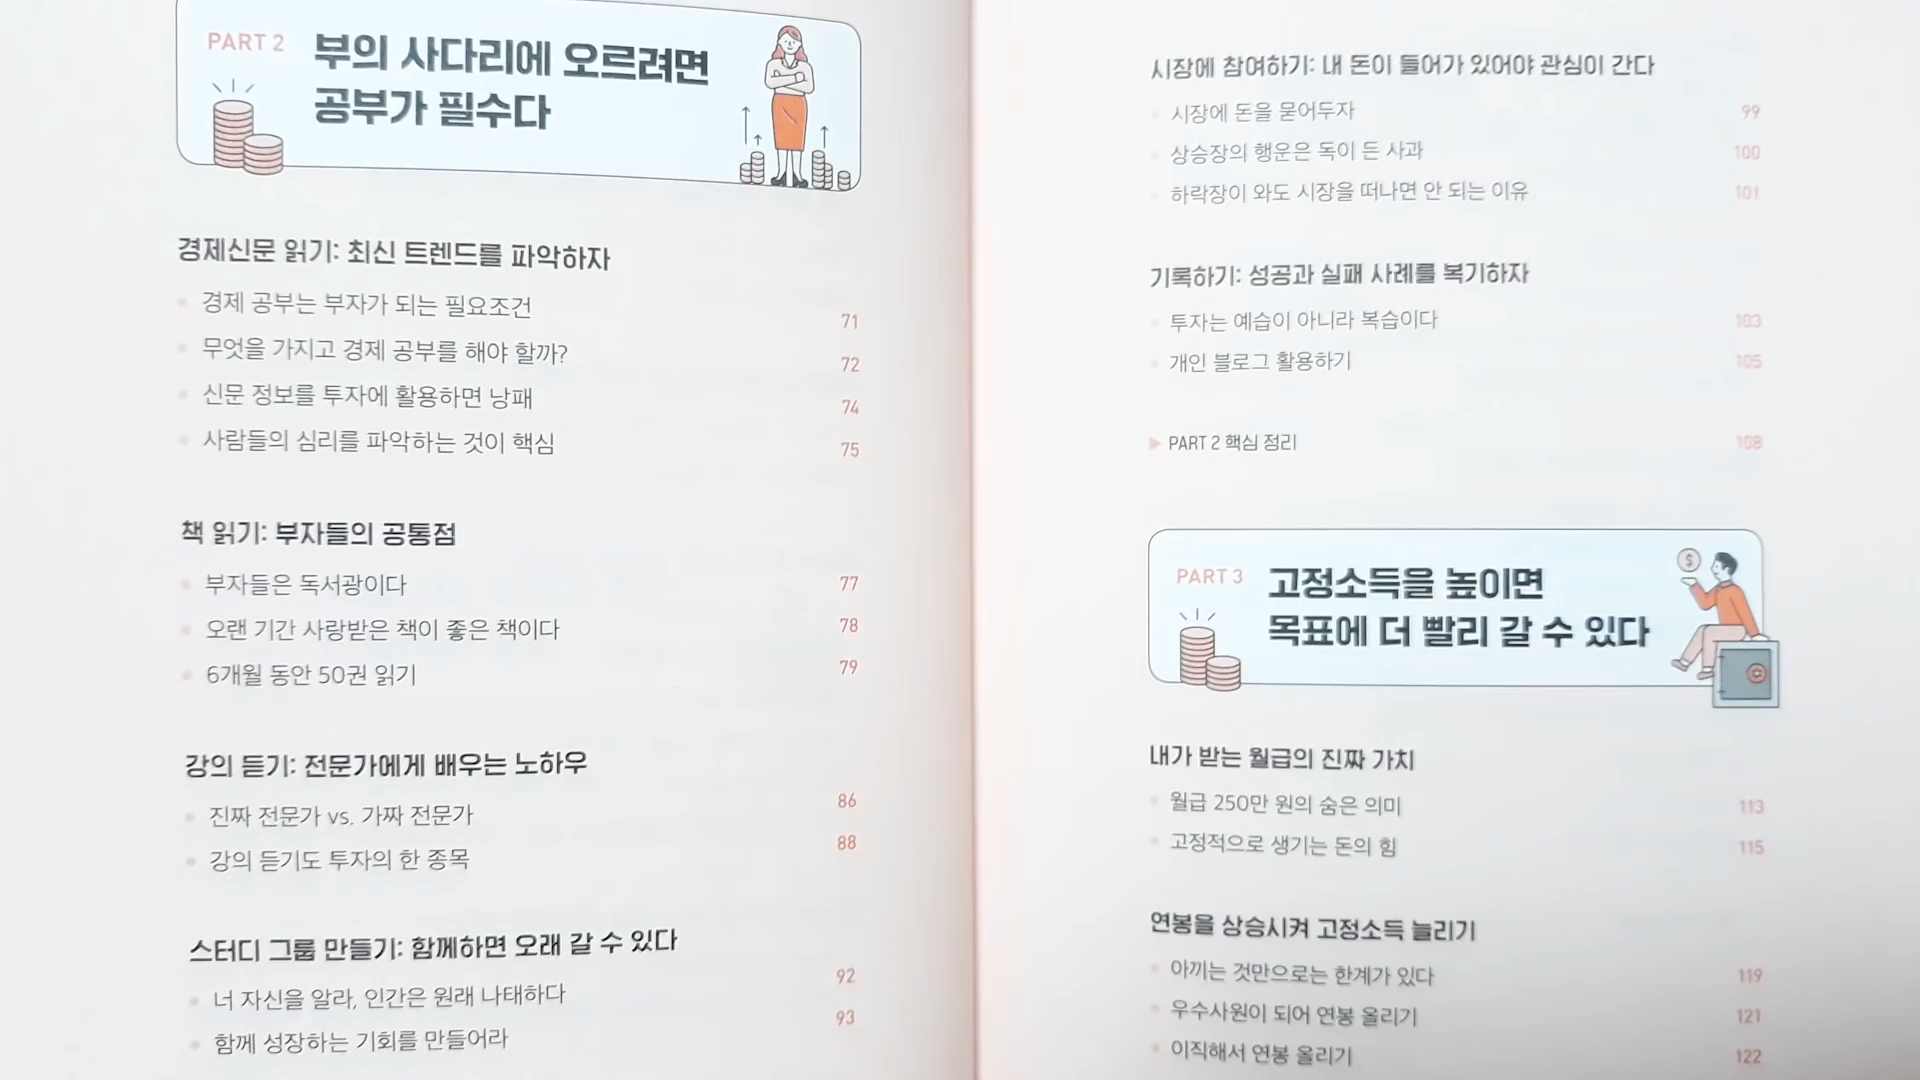 PART 2
부의 사다리에 오르려면
공부가 필수다
경제신문 읽기: 최신 트렌드를 파악하자
경제 공부는 부자가 되는 필요조건 71
무엇을 가지고 경제 공부를 해야 할까? 72
신문 정보를 투자에 활용하면 낭패 74
사람들의 심리를 파악하는 것이 핵심 75
책 읽기: 부자들의 공통점
부자들은 독서광이다 77
오랜 기간 사랑받은 책이 좋은 책이다 78
6개월 동안 50권 읽기 79
강의 듣기: 전문가에게 배우는 노하우
진짜 전문가 vs. 가짜 전문가 86
강의 듣기도 투자의 한 종목 88
스터디 그룹 만들기: 함께하면 오래 갈 수 있다
너 자신을 알라, 인간은 원래 나태하다 92
함께 성장하는 기회를 만들어라 93
시장에 참여하기: 내 돈이 들어가 있어야 관심이 간다
시장에 돈을 묻어두자 99
상승장의 행운은 독이 든 사과 100
하락장이 와도 시장을 떠나면 안 되는 이유 101
기록하기: 성공과 실패 사례를 복기하자
투자는 예습이 아니라 복습이다 103
개인 블로그 활용하기 105
▶ PART 2 핵심 정리 108
PART 3
고정소득을 높이면
목표에 더 빨리 갈 수 있다
$
내가 받는 월급의 진짜 가치
월급 250만 원의 숨은 의미 113
고정적으로 생기는 돈의 힘 115
연봉을 상승시켜 고정소득 늘리기
아끼는 것만으로는 한계가 있다 119
우수사원이 되어 연봉 올리기 121
이직해서 연봉 올리기 122